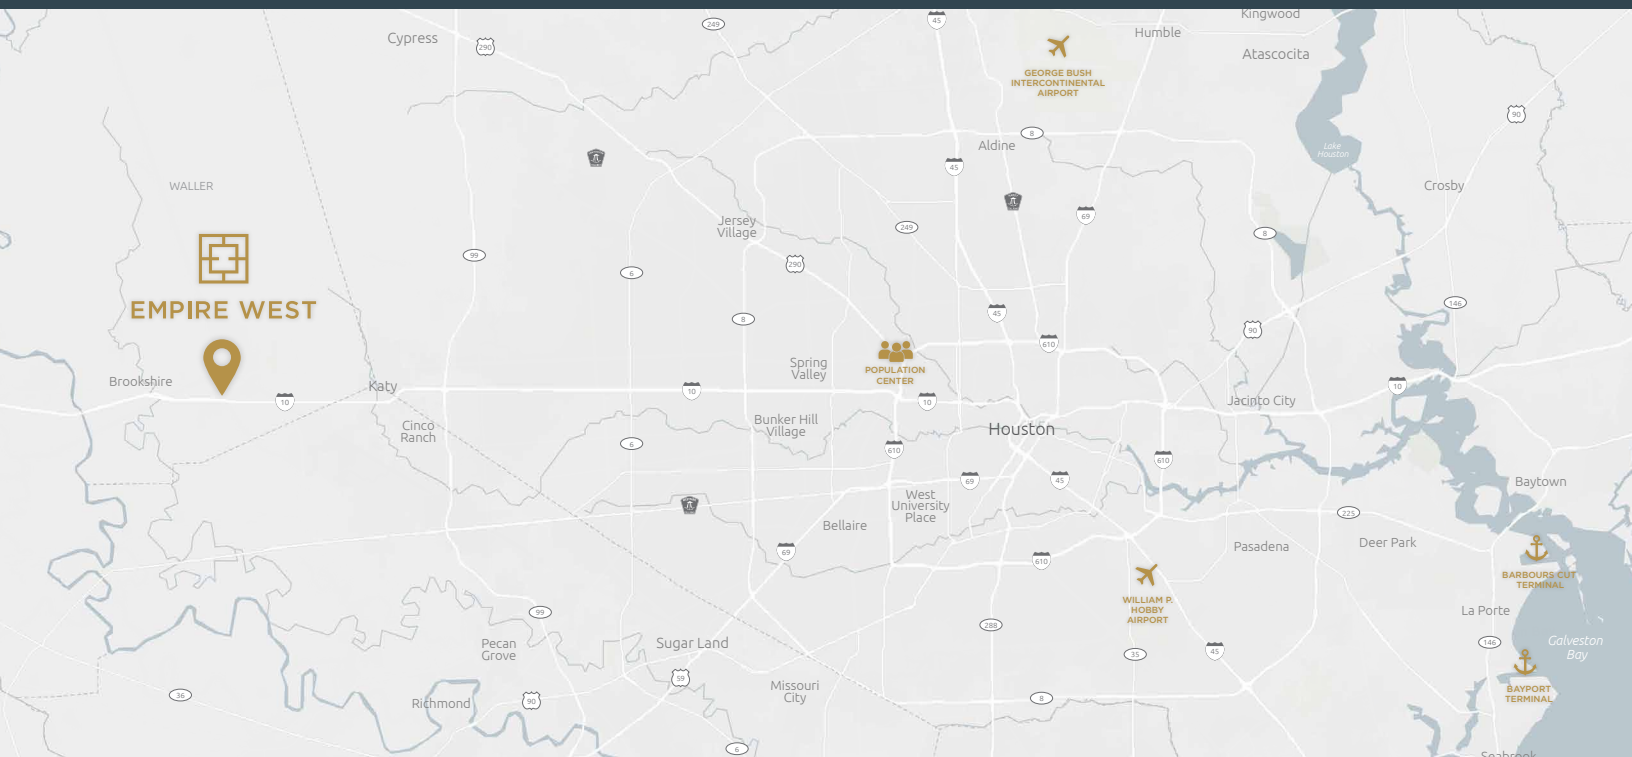 Kingwood
249
45
Humble
Cypress
290
Atascocita
GEORGE BUSH
INTERCONTINENTAL
AIRPORT
90
8
Aldine
45
Lake
Houston
WALLER
Crosby
69
Jersey
Village
249
8
99
290
6
EMPIRE WEST
146
45
8
90
610
Spring
Valley
POPULATION
CENTER
Brookshire
Katy
10
10
10
10
Jacinto City
Cinco
Ranch
Bunker Hill
Village
Houston
6
610
610
69
45
Baytown
West
University
Place
Bellaire
225
69
610
Pasadena
Deer Park
BARBOURS CUT
TERMINAL
WILLIAM P.
HOBBY
AIRPORT
99
La Porte
288
Pecan
Grove
Sugar Land
35
45
146
Galveston
Bay
59
Missouri
City
36
Richmond
90
8
BAYPORT
TERMINAL
6
Seabrook